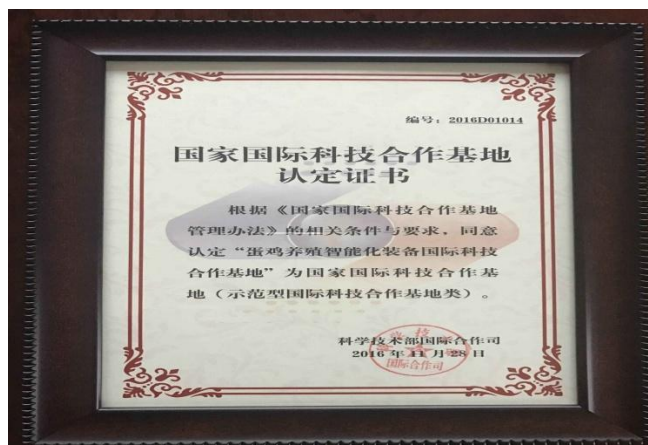 编号：2016D01014
国家国际科技合作基地
认定证书
根据《国家国际科技合作基地
管理办法》的相关条件与要求，同意
认定“蛋鸡养殖智能化装备国际科技
合作基地”为国家国际科技合作基
地（示范型国际科技合作基地类）。
科学技术部国际合作司
2016年11月28日
国际合作司